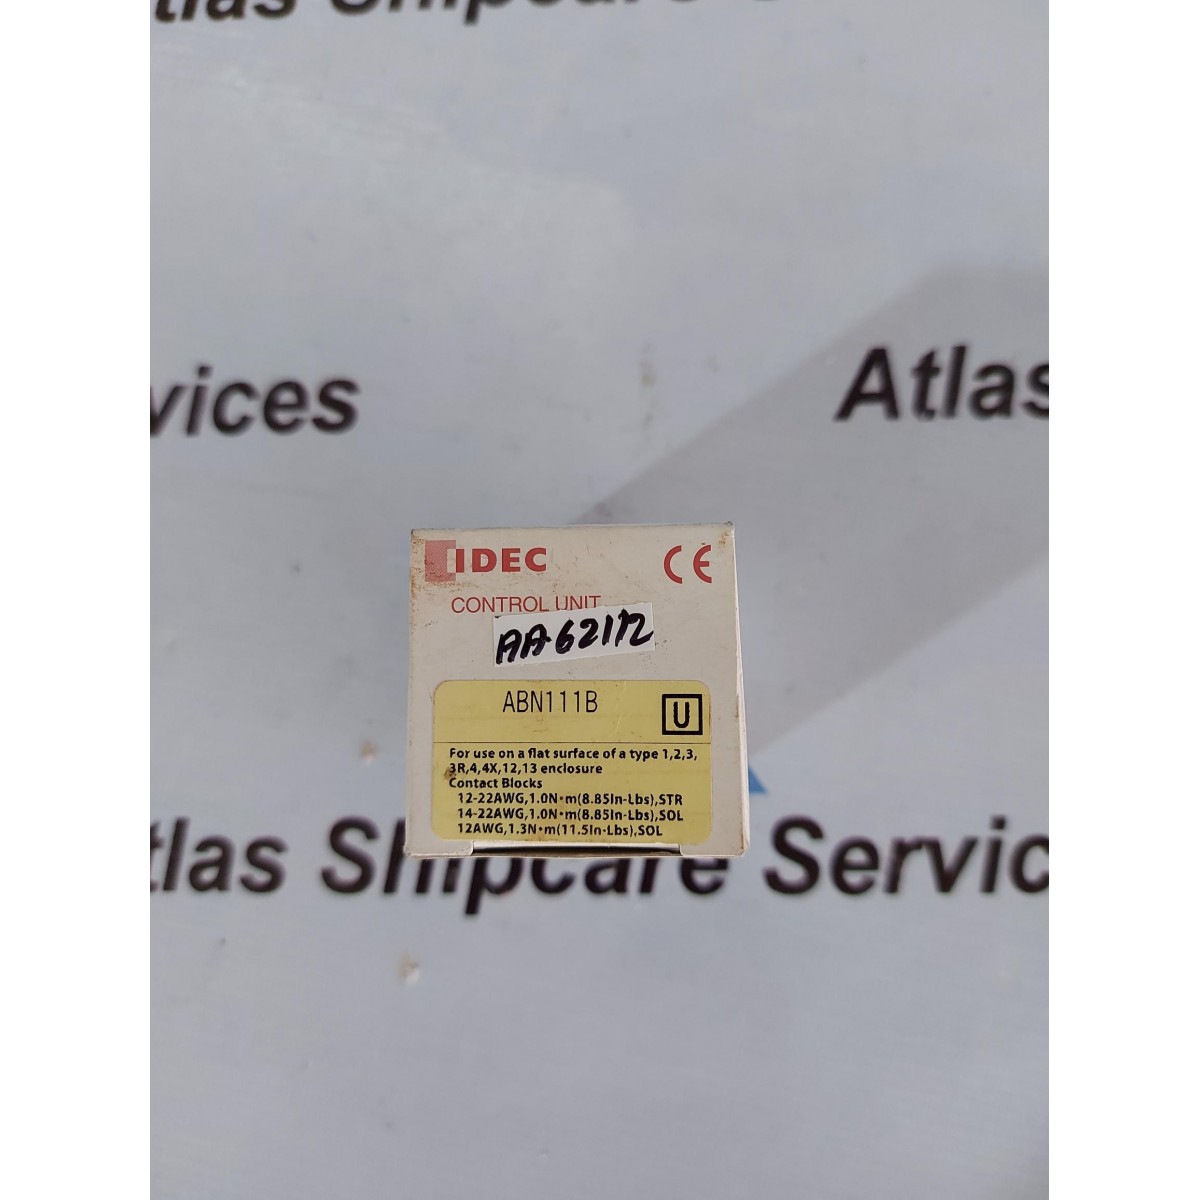 tlas Shipcare Se
vices
Atlas
IDEC
CE
CONTROL UNIT
AA-62172
ABN111B
U
For use on a flat surface of a type 1,2,3,
3R,4,4X,12,13 enclosure
Contact Blocks
12-22AWG,1.0N·m(8.85In-Lbs),STR
14-22AWG,1.0N·m(8.85In-Lbs),SOL
12AWG,1.3N·m(11.5In-Lbs),SOL
tlas Shipcare Servic